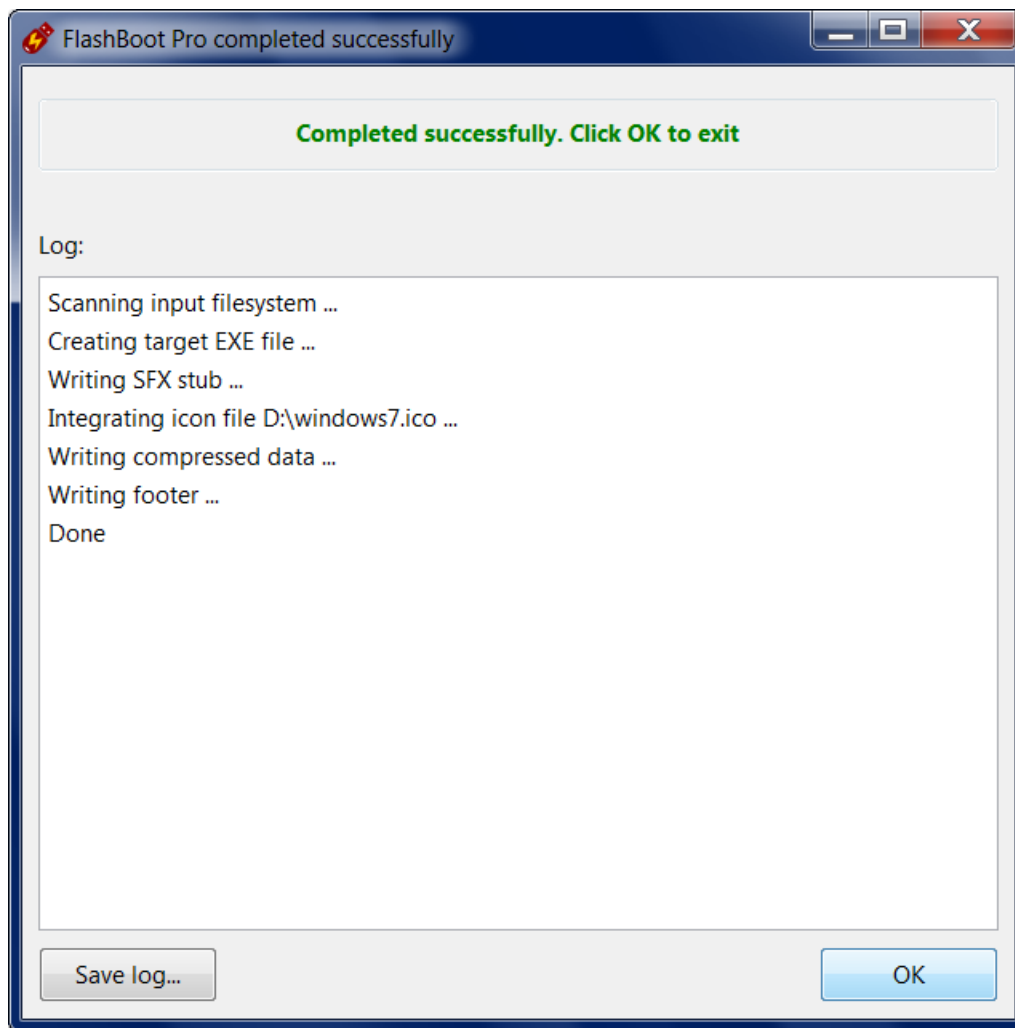 FlashBoot Pro completed successfully
Completed successfully. Click OK to exit
Log:
Scanning input filesystem ...
Creating target EXE file ...
Writing SFX stub ...
Integrating icon file D:\windows7.ico ...
Writing compressed data ...
Writing footer ...
Done
Save log...
OK